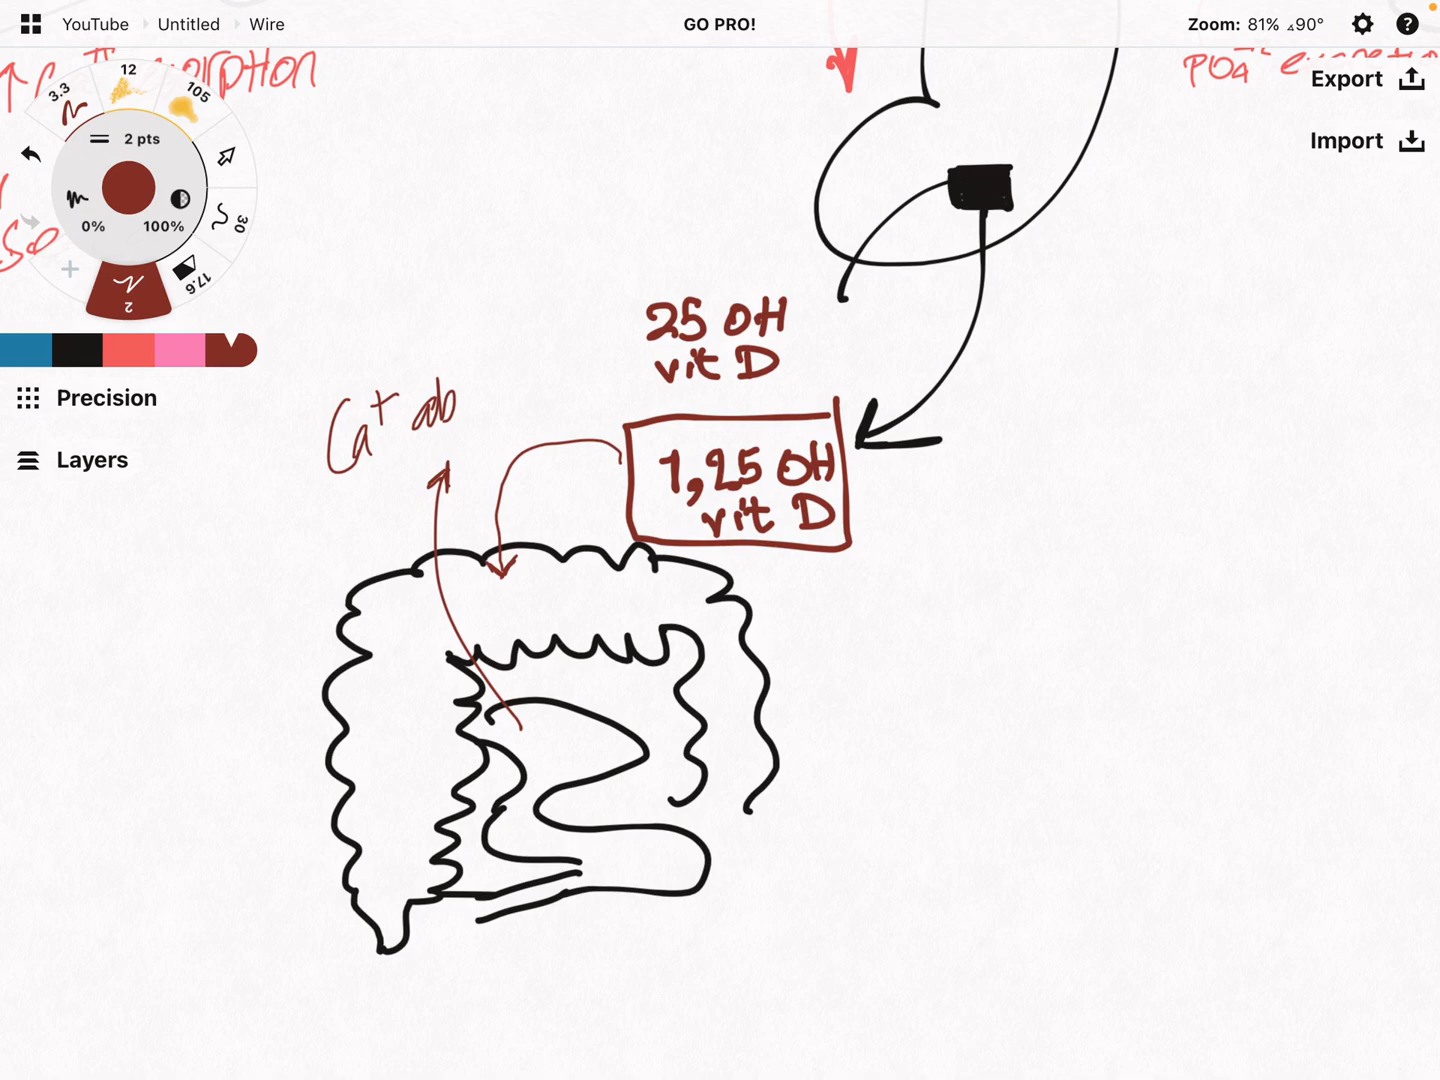 YouTube Untitled Wire
GO PRO!
Zoom: 81% ⦟90°
Export
Import
12
3.3
105
2 pts
30
0%
100%
17.6
2
Precision
Layers
25 OH
vit D
1,25 OH
vit D
Ca+ ab